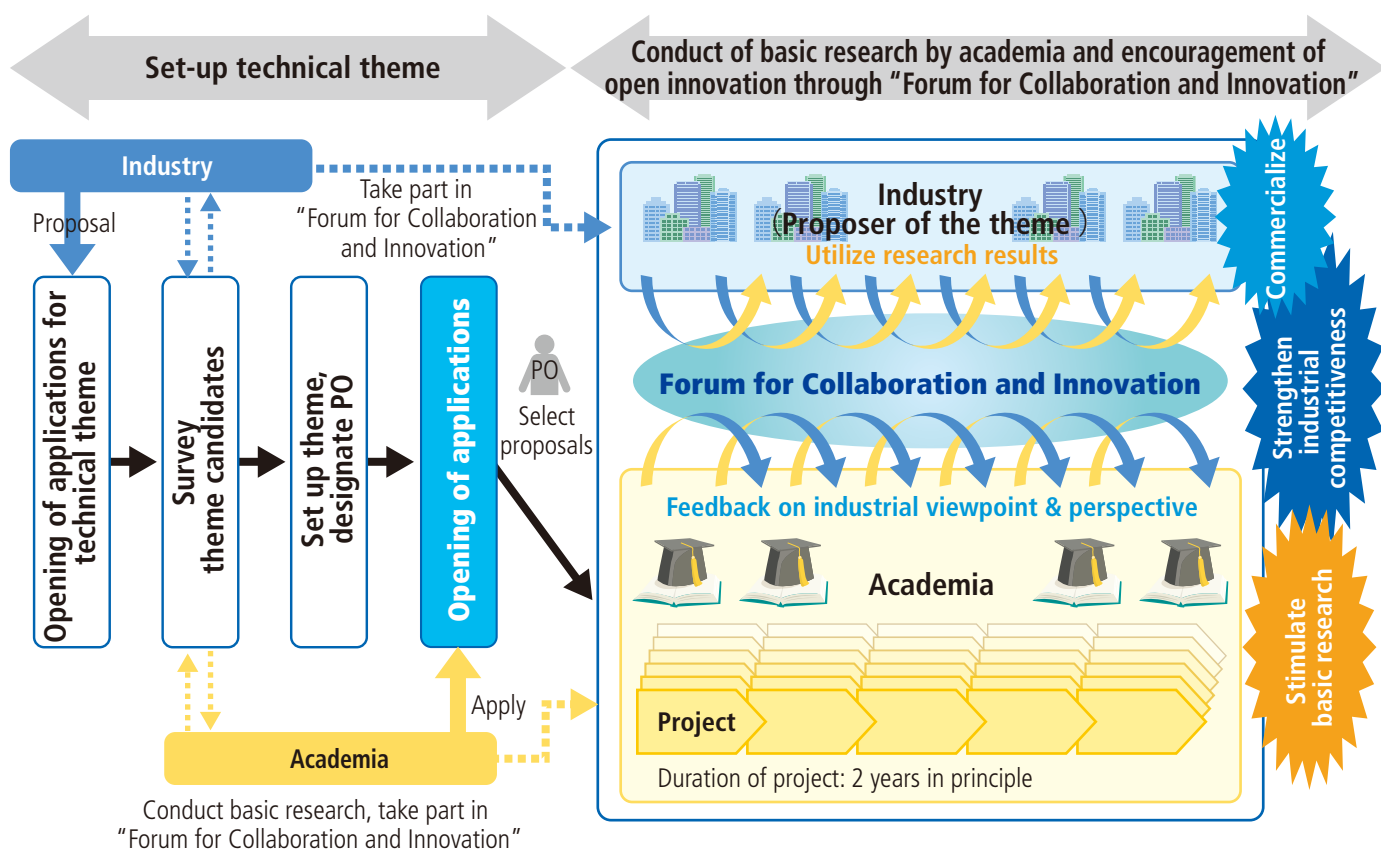 Set-up technical theme
Conduct of basic research by academia and encouragement of
open innovation through “Forum for Collaboration and Innovation”
Industry
Proposal
Take part in
“Forum for Collaboration
and Innovation”
Opening of applications for
technical theme
Survey
theme candidates
Set up theme,
designate PO
Opening of applications
PO
Select
proposals
Apply
Academia
Conduct basic research, take part in
“Forum for Collaboration and Innovation”
Industry
(Proposer of the theme )
Utilize research results
Forum for Collaboration and Innovation
Feedback on industrial viewpoint & perspective
Academia
Project
Duration of project: 2 years in principle
Commercialize
Strengthen
industrial
competitiveness
Stimulate
basic research